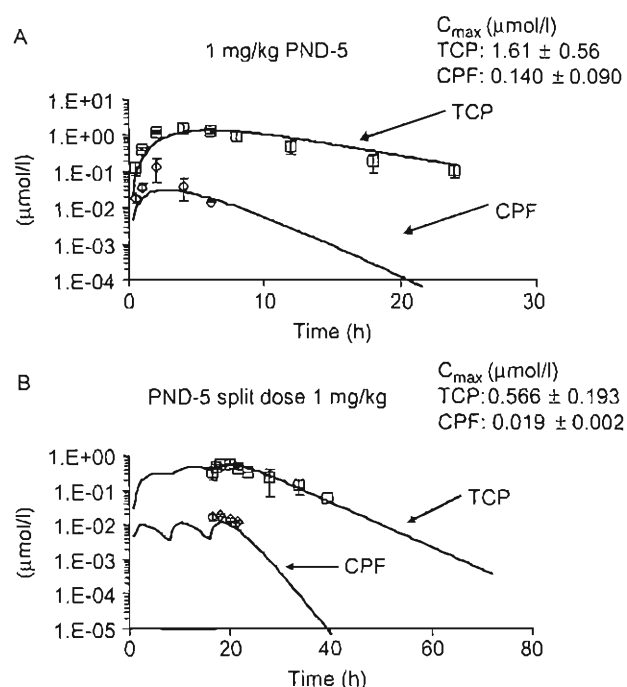 A
1 mg/kg PND-5
Cmax (μmol/l)
TCP: 1.61 ± 0.56
CPF: 0.140 ± 0.090
(μmol/l)
1.E+01
1.E+00
1.E-01
1.E-02
1.E-03
1.E-04
TCP
CPF
0
10
20
30
Time (h)
B
PND-5 split dose 1 mg/kg
Cmax (μmol/l)
TCP:0.566 ± 0.193
CPF: 0.019 ± 0.002
(μmol/l)
1.E+00
1.E-01
1.E-02
1.E-03
1.E-04
1.E-05
TCP
CPF
0
20
40
60
80
Time (h)